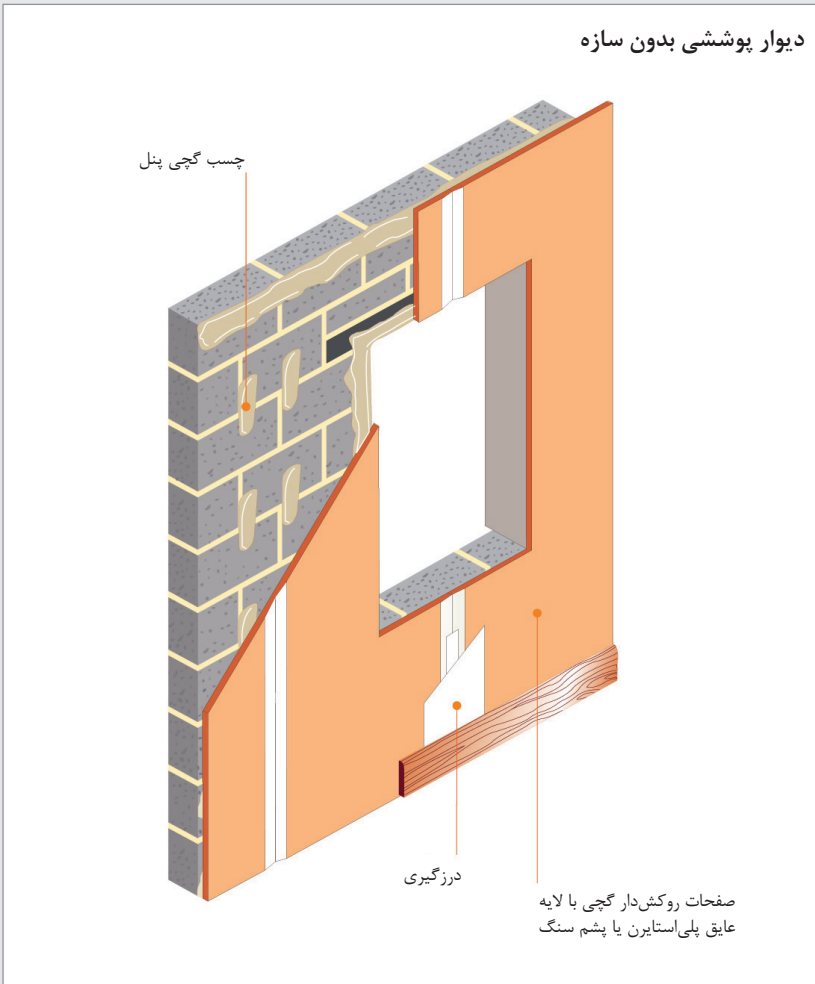 دیوار پوششی بدون سازه
چسب گچی پنل
درزگیری
صفحات روکش‌دار گچی با لایه
عایق پلی‌استایرن یا پشم سنگ